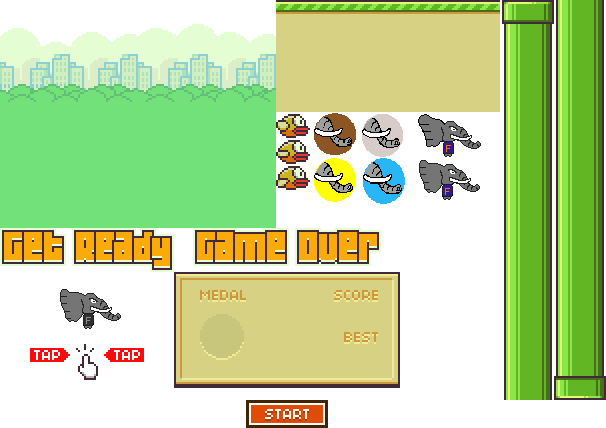 F
F
Get Ready
Game Over
MEDAL
SCORE
F
BEST
TAP
TAP
START